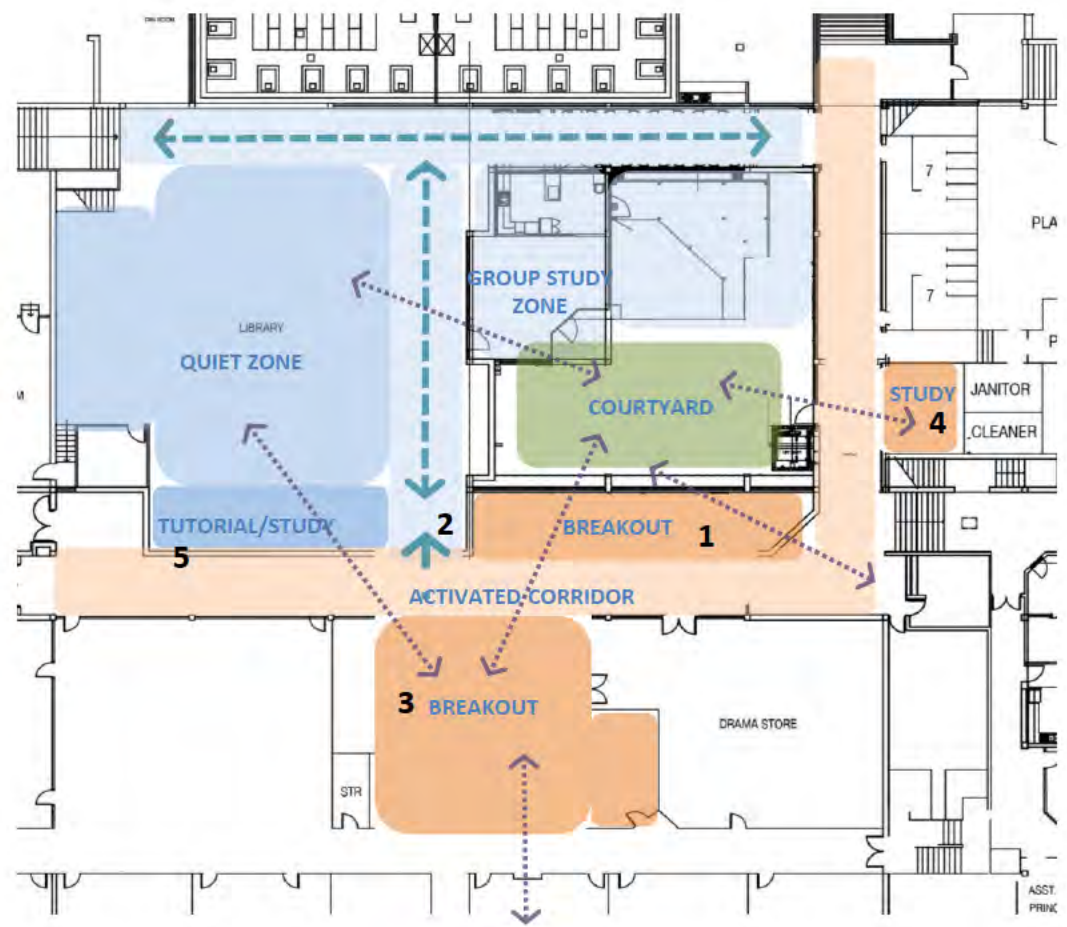 7
PLA
GROUP STUDY
ZONE
7
LIBRARY
QUIET ZONE
STUDY
4
JANITOR
COURTYARD
CLEANER
TUTORIAL/STUDY
5
2
BREAKOUT
1
ACTIVATED CORRIDOR
3
BREAKOUT
DRAMA STORE
STR
ASST.
PRINC